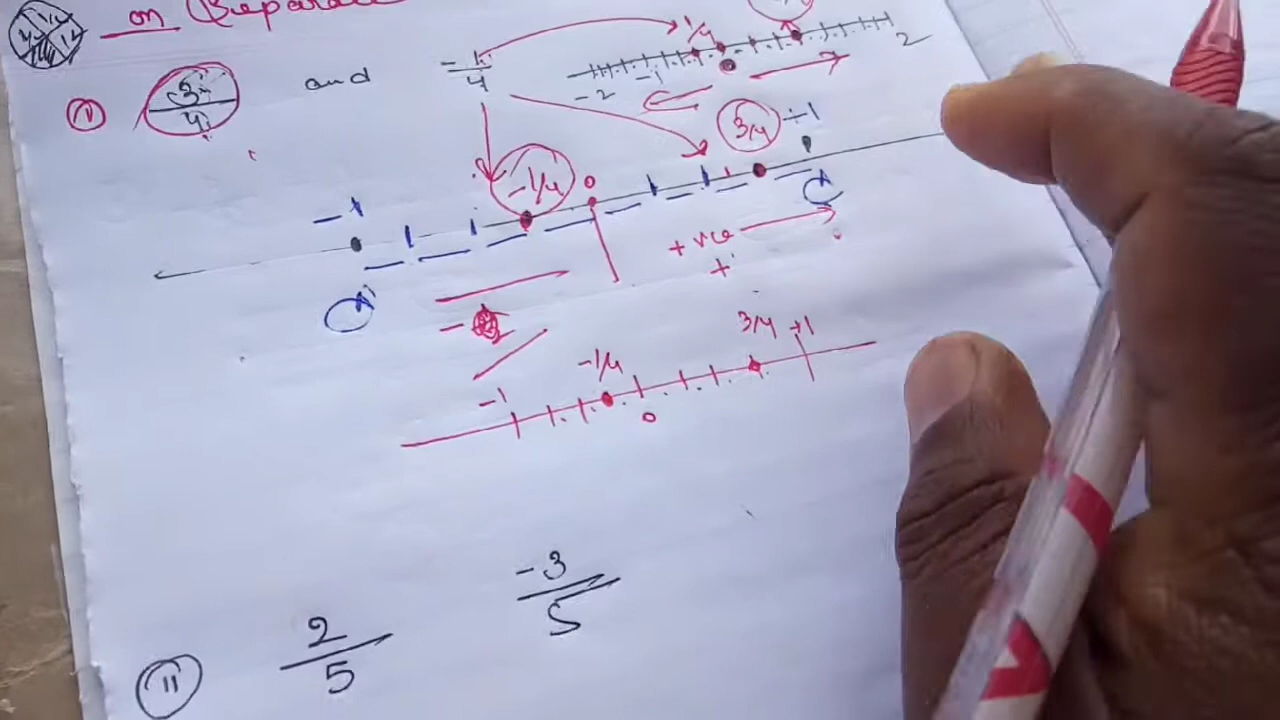 on Separate
(i) 3/4 and -1/4
1/4
-2 -1 2
-1 -1/4 0 3/4 +1
+ve
+
-1 -1/4 0 3/4 +1
(ii) 2/5 -3/5